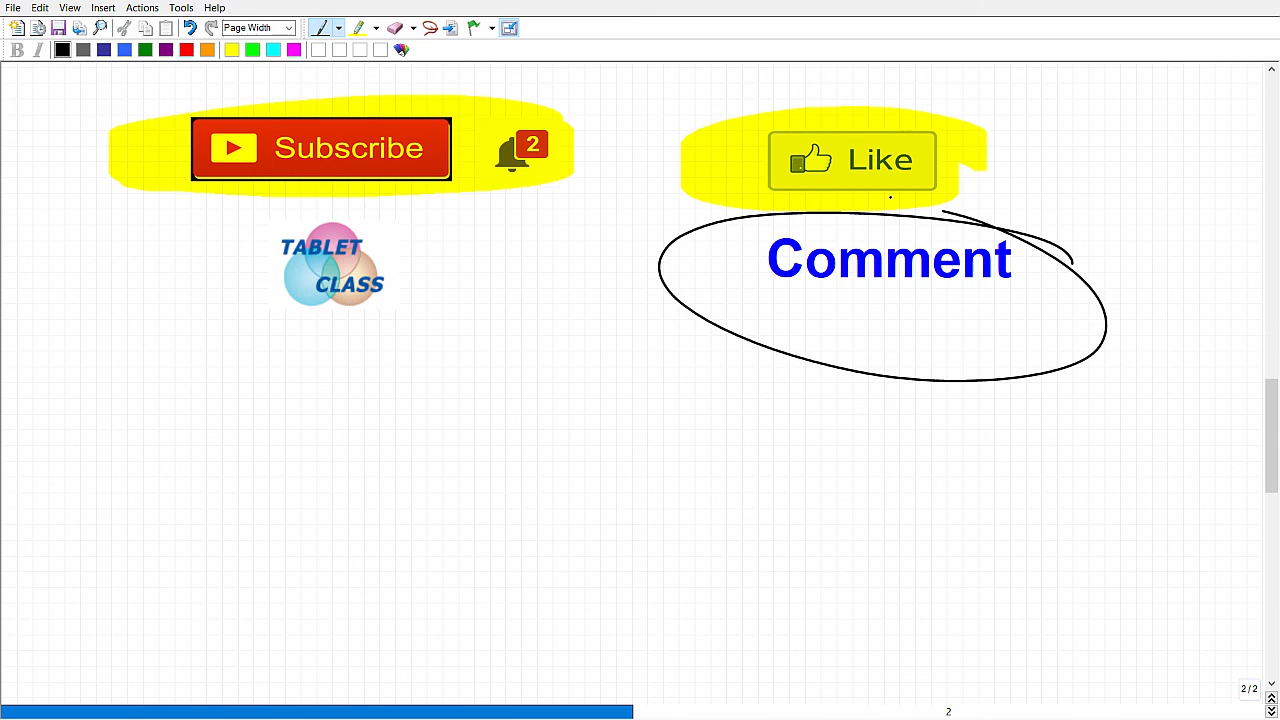 File Edit View Insert Actions Tools Help
Page Width
B I
Subscribe 2
Like
TABLET
CLASS
Comment
2/2
2